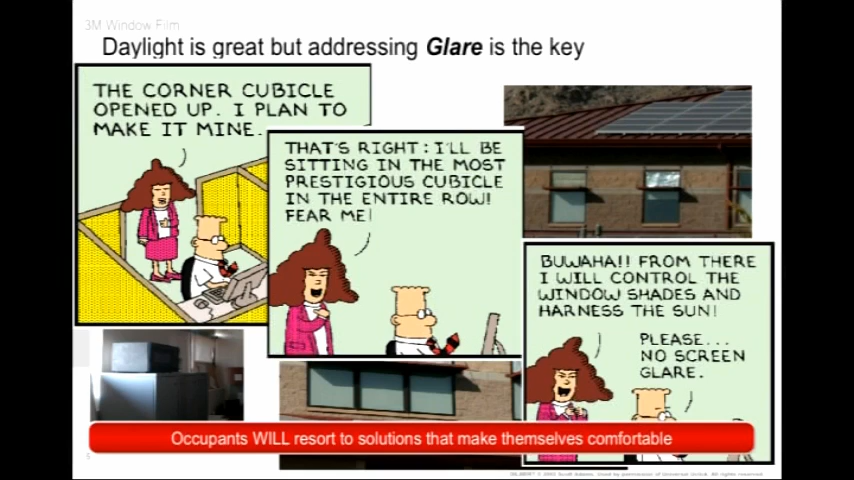 3M Window Film
Daylight is great but addressing Glare is the key
THE CORNER CUBICLE
OPENED UP. I PLAN TO
MAKE IT MINE.
THAT'S RIGHT: I'LL BE
SITTING IN THE MOST
PRESTIGIOUS CUBICLE
IN THE ENTIRE ROW!
FEAR ME!
BUWAHA!! FROM THERE
I WILL CONTROL THE
WINDOW SHADES AND
HARNESS THE SUN!
PLEASE...
NO SCREEN
GLARE.
Occupants WILL resort to solutions that make themselves comfortable